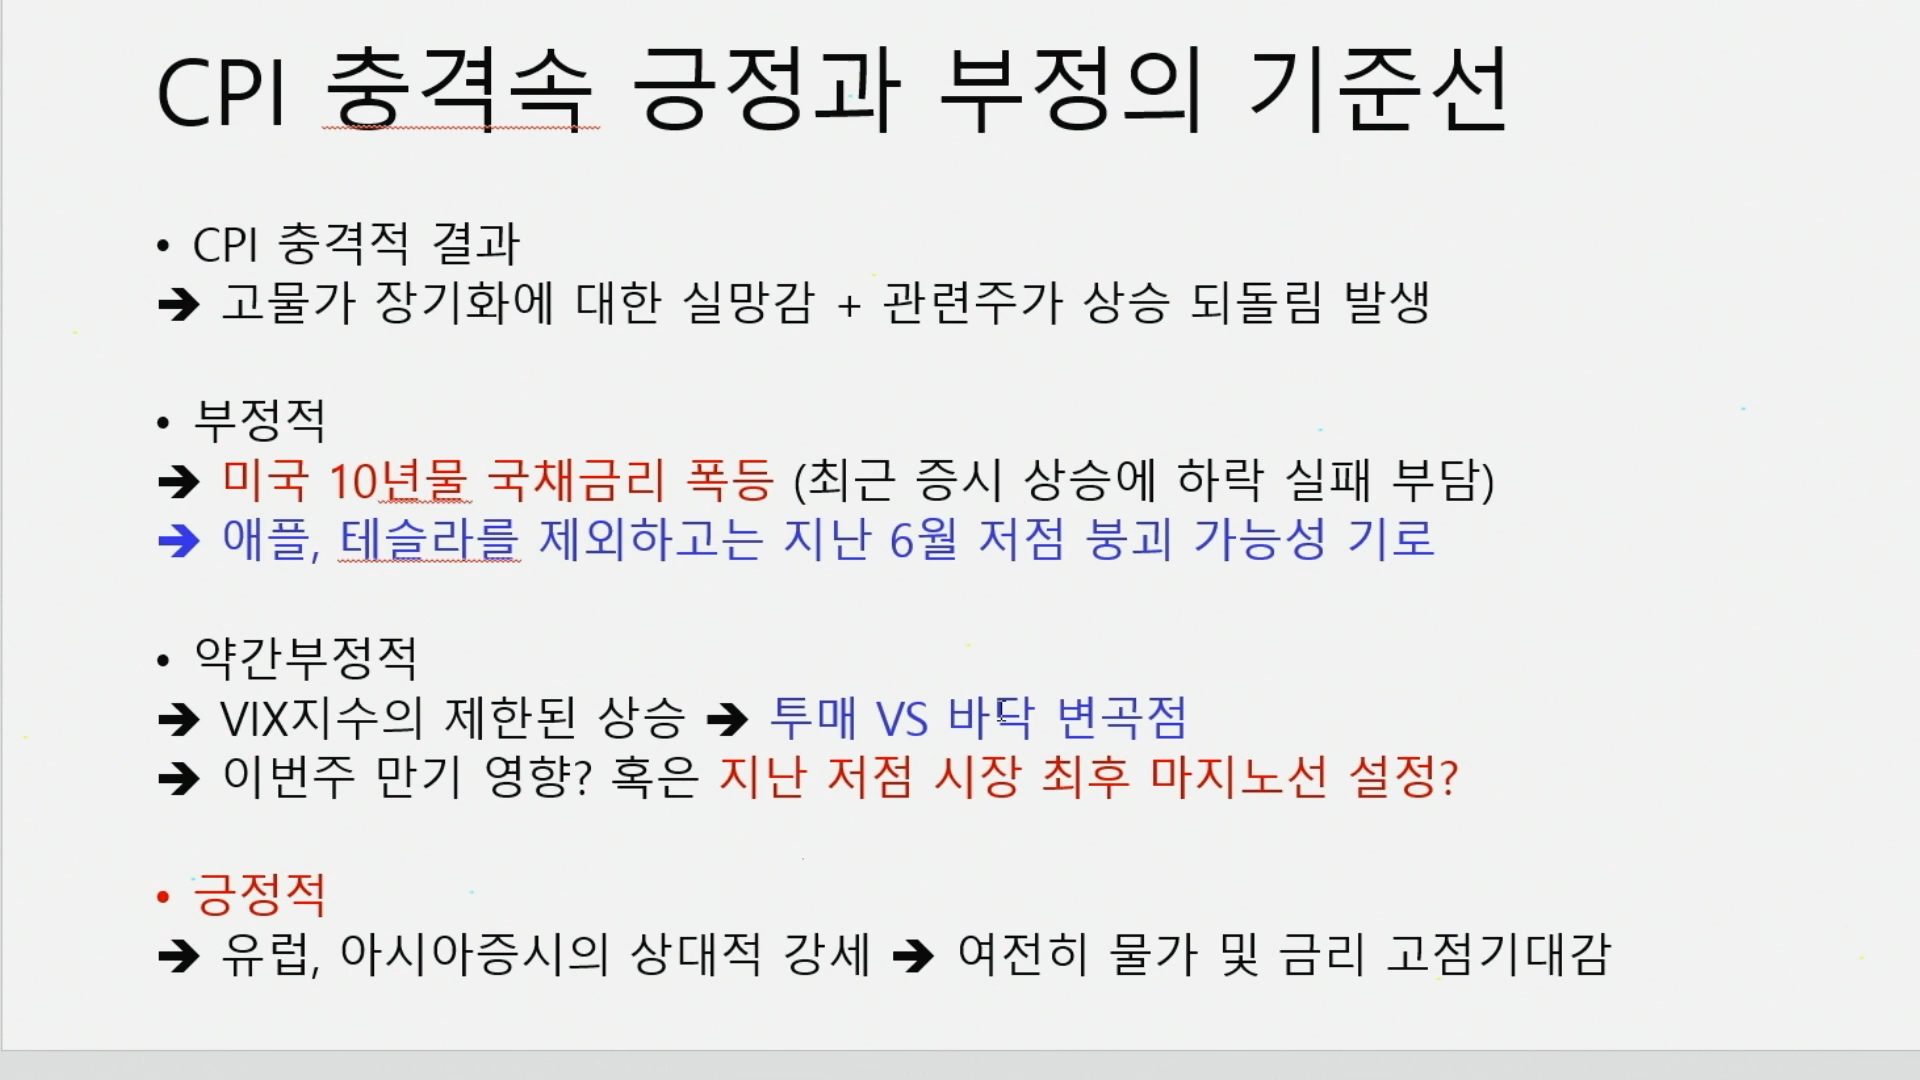 CPI 충격속 긍정과 부정의 기준선
• CPI 충격적 결과
➔ 고물가 장기화에 대한 실망감 + 관련주가 상승 되돌림 발생
• 부정적
➔ 미국 10년물 국채금리 폭등 (최근 증시 상승에 하락 실패 부담)
➔ 애플, 테슬라를 제외하고는 지난 6월 저점 붕괴 가능성 기로
• 약간부정적
➔ VIX지수의 제한된 상승 ➔ 투매 VS 바닥 변곡점
➔ 이번주 만기 영향? 혹은 지난 저점 시장 최후 마지노선 설정?
• 긍정적
➔ 유럽, 아시아증시의 상대적 강세 ➔ 여전히 물가 및 금리 고점기대감